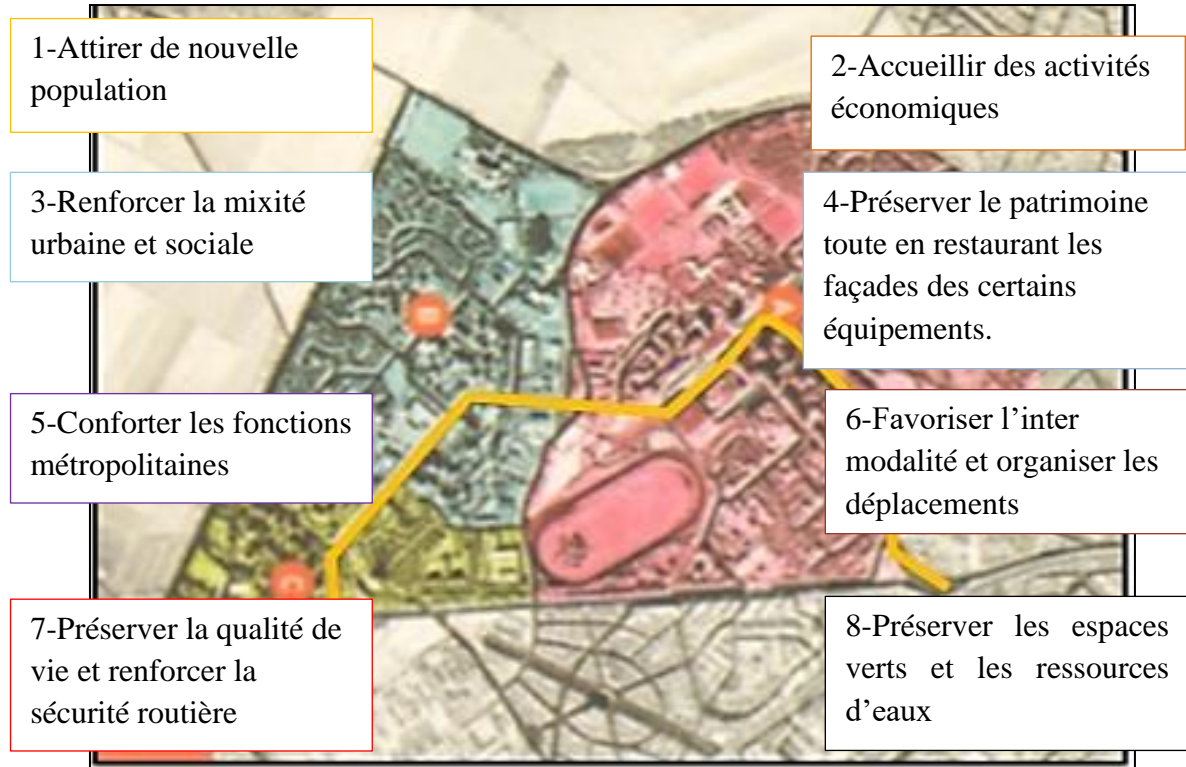 1-Attirer de nouvelle
population
2-Accueillir des activités
économiques
3-Renforcer la mixité
urbaine et sociale
4-Préserver le patrimoine
toute en restaurant les
façades des certains
équipements.
5-Conforter les fonctions
métropolitaines
6-Favoriser l’inter
modalité et organiser les
déplacements
7-Préserver la qualité de
vie et renforcer la
sécurité routière
8-Préserver les espaces
verts et les ressources
d’eaux